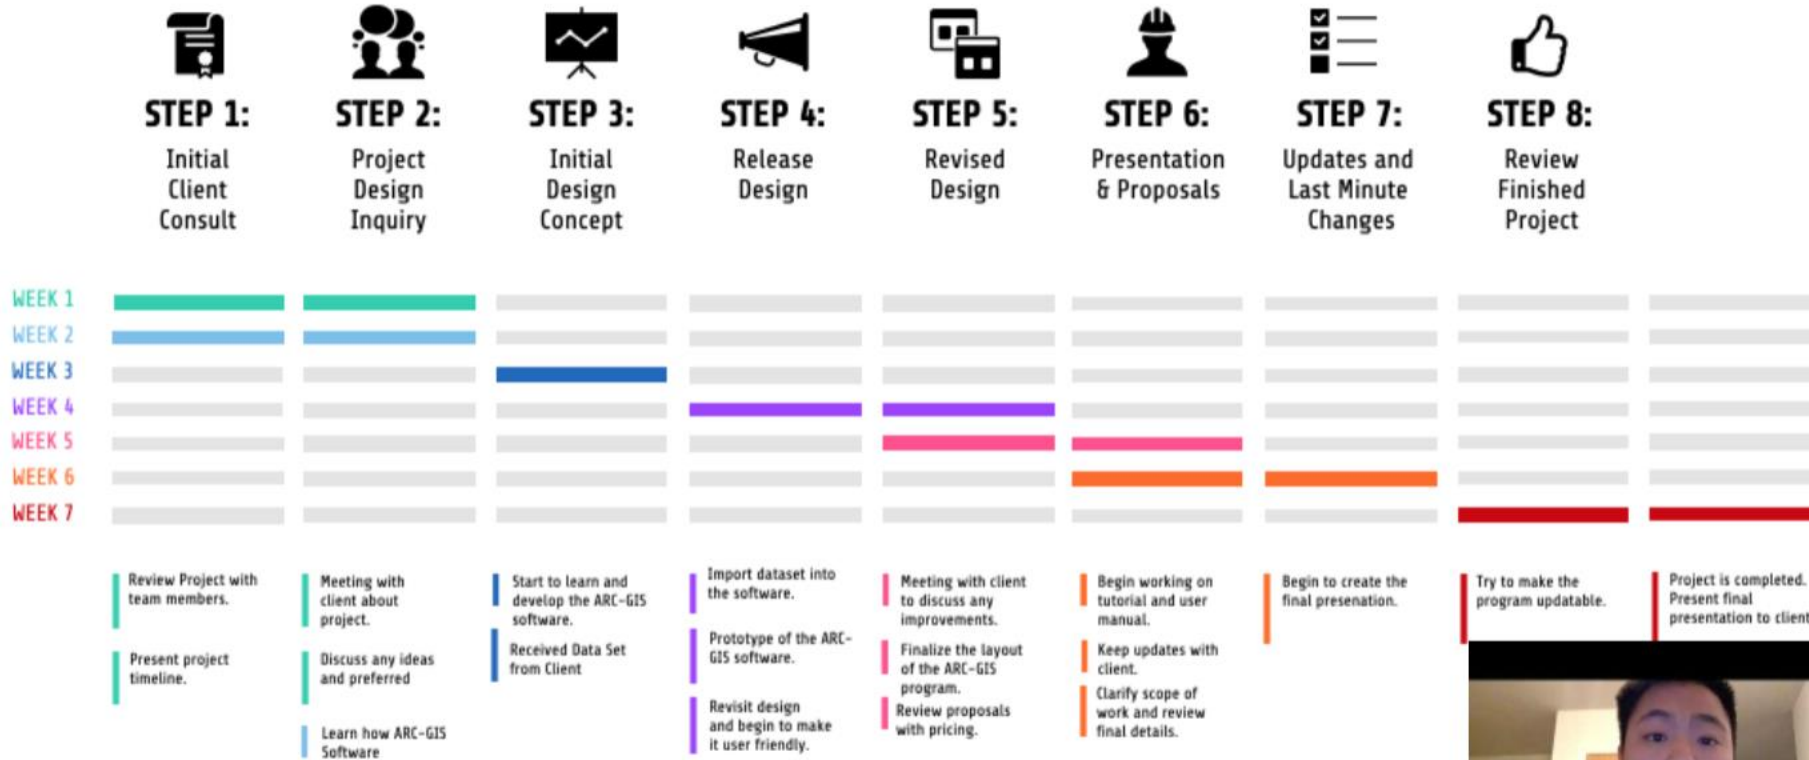 STEP 1:
Initial
Client
Consult
STEP 2:
Project
Design
Inquiry
STEP 3:
Initial
Design
Concept
STEP 4:
Release
Design
STEP 5:
Revised
Design
STEP 6:
Presentation
& Proposals
STEP 7:
Updates and
Last Minute
Changes
STEP 8:
Review
Finished
Project
WEEK 1
WEEK 2
WEEK 3
WEEK 4
WEEK 5
WEEK 6
WEEK 7
Review Project with
team members.
Present project
timeline.
Meeting with
client about
project.
Discuss any ideas
and preferred
Learn how ARC-GIS
Software
Start to learn and
develop the ARC-GIS
software.
Received Data Set
from Client
Import dataset into
the software.
Prototype of the ARC-
GIS software.
Revisit design
and begin to make
it user friendly.
Meeting with client
to discuss any
improvements.
Finalize the layout
of the ARC-GIS
program.
Review proposals
with pricing.
Begin working on
tutorial and user
manual.
Keep updates with
client.
Clarify scope of
work and review
final details.
Begin to create the
final presenation.
Try to make the
program updatable.
Project is completed.
Present final
presentation to client